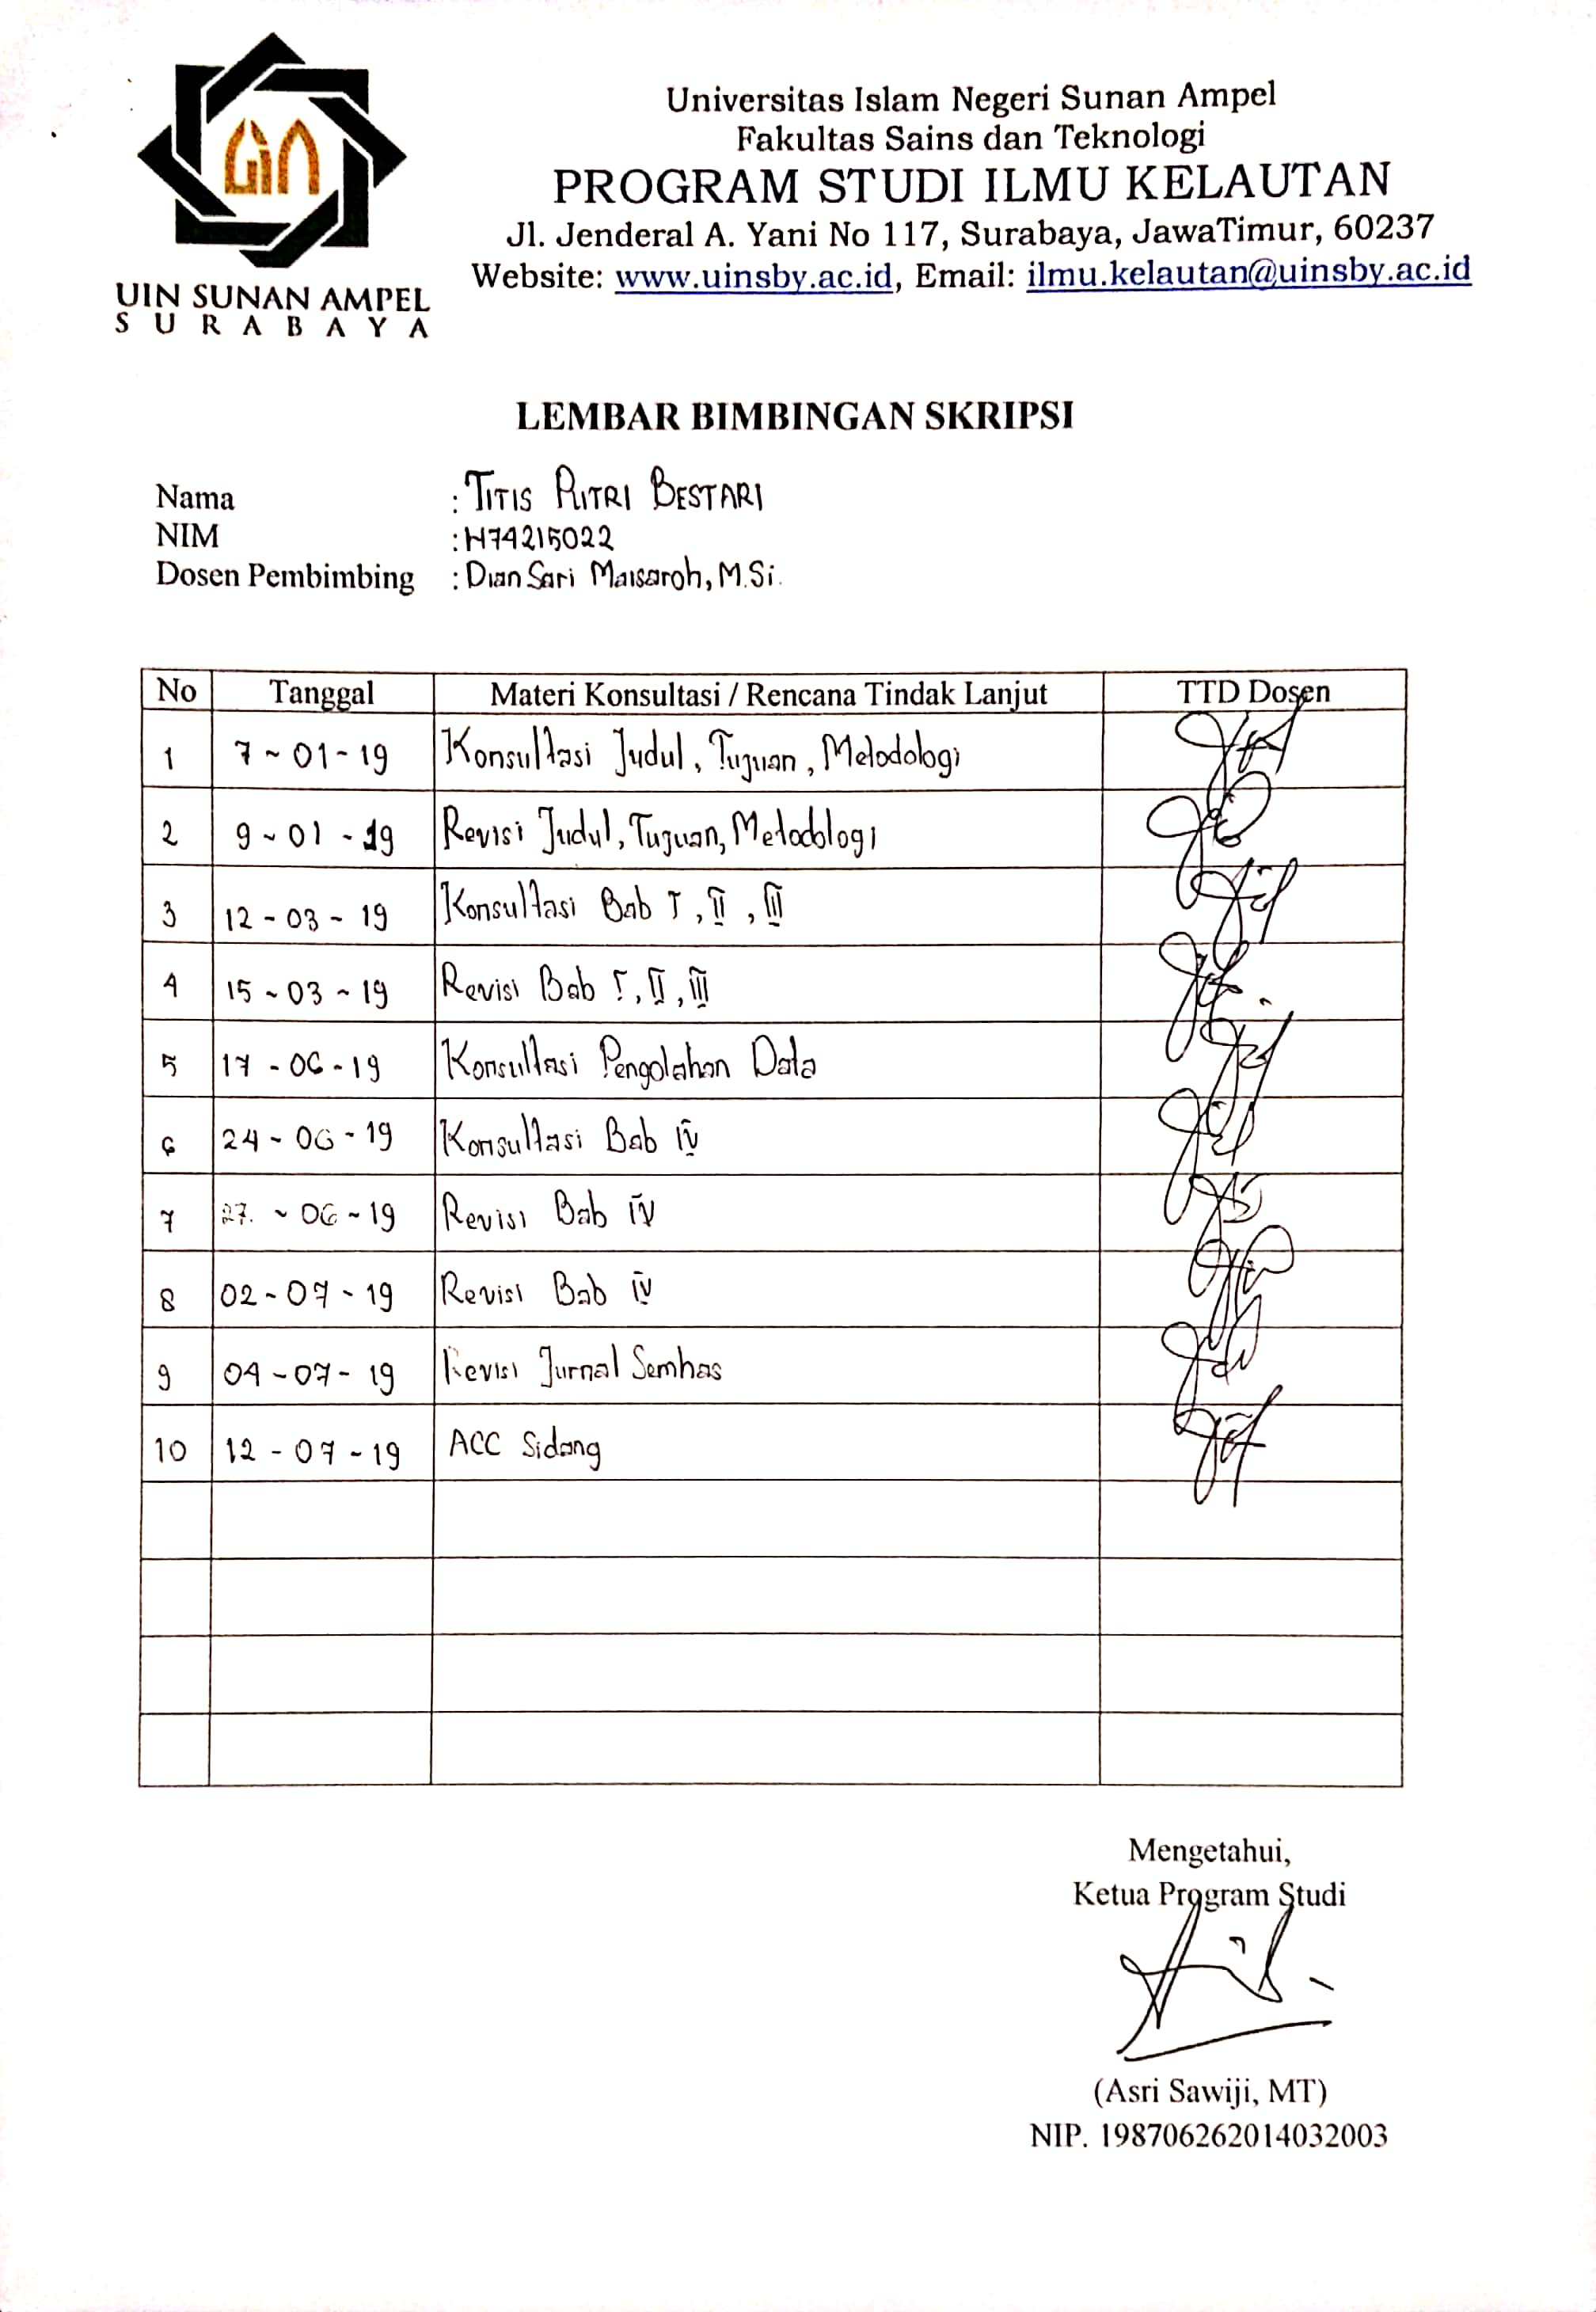 Universitas Islam Negeri Sunan Ampel
Fakultas Sains dan Teknologi
PROGRAM STUDI ILMU KELAUTAN
Jl. Jenderal A. Yani No 117, Surabaya, JawaTimur, 60237
Website: www.uinsby.ac.id, Email: ilmu.kelautan@uinsby.ac.id
UIN SUNAN AMPEL
SURABAYA
LEMBAR BIMBINGAN SKRIPSI
Nama : TITIS PUTRI BESTARI
NIM : H74215022
Dosen Pembimbing : Dian Sari Maisaroh, M.Si.
No Tanggal Materi Konsultasi / Rencana Tindak Lanjut TTD Dosen
1 7-01-19 Konsultasi Judul, Tujuan, Metodologi
2 9-01-19 Revisi Judul, Tujuan, Metodologi
3 12-03-19 Konsultasi Bab I, II, III
4 15-03-19 Revisi Bab I, II, III
5 17-06-19 Konsultasi Pengolahan Data
6 24-06-19 Konsultasi Bab IV
7 27.-06-19 Revisi Bab IV
8 02-07-19 Revisi Bab IV
9 04-07-19 Revisi Jurnal Semhas
10 12-07-19 ACC Sidang
Mengetahui,
Ketua Program Studi
(Asri Sawiji, MT)
NIP. 198706262014032003